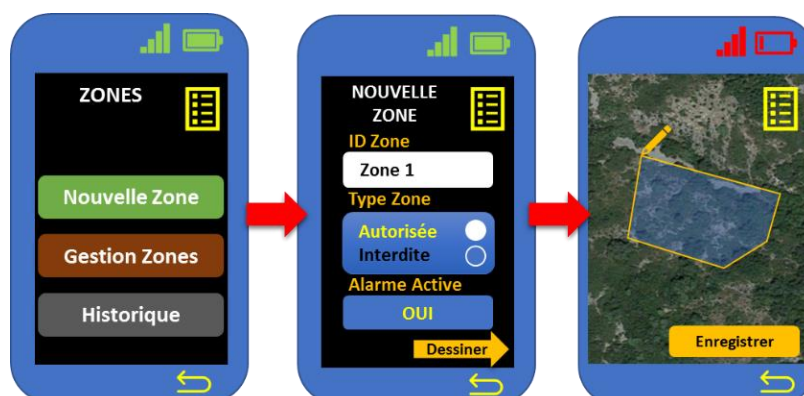 ZONES
Nouvelle Zone
Gestion Zones
Historique
NOUVELLE
ZONE
ID Zone
Zone 1
Type Zone
Autorisée
Interdite
Alarme Active
OUI
Dessiner
Enregistrer